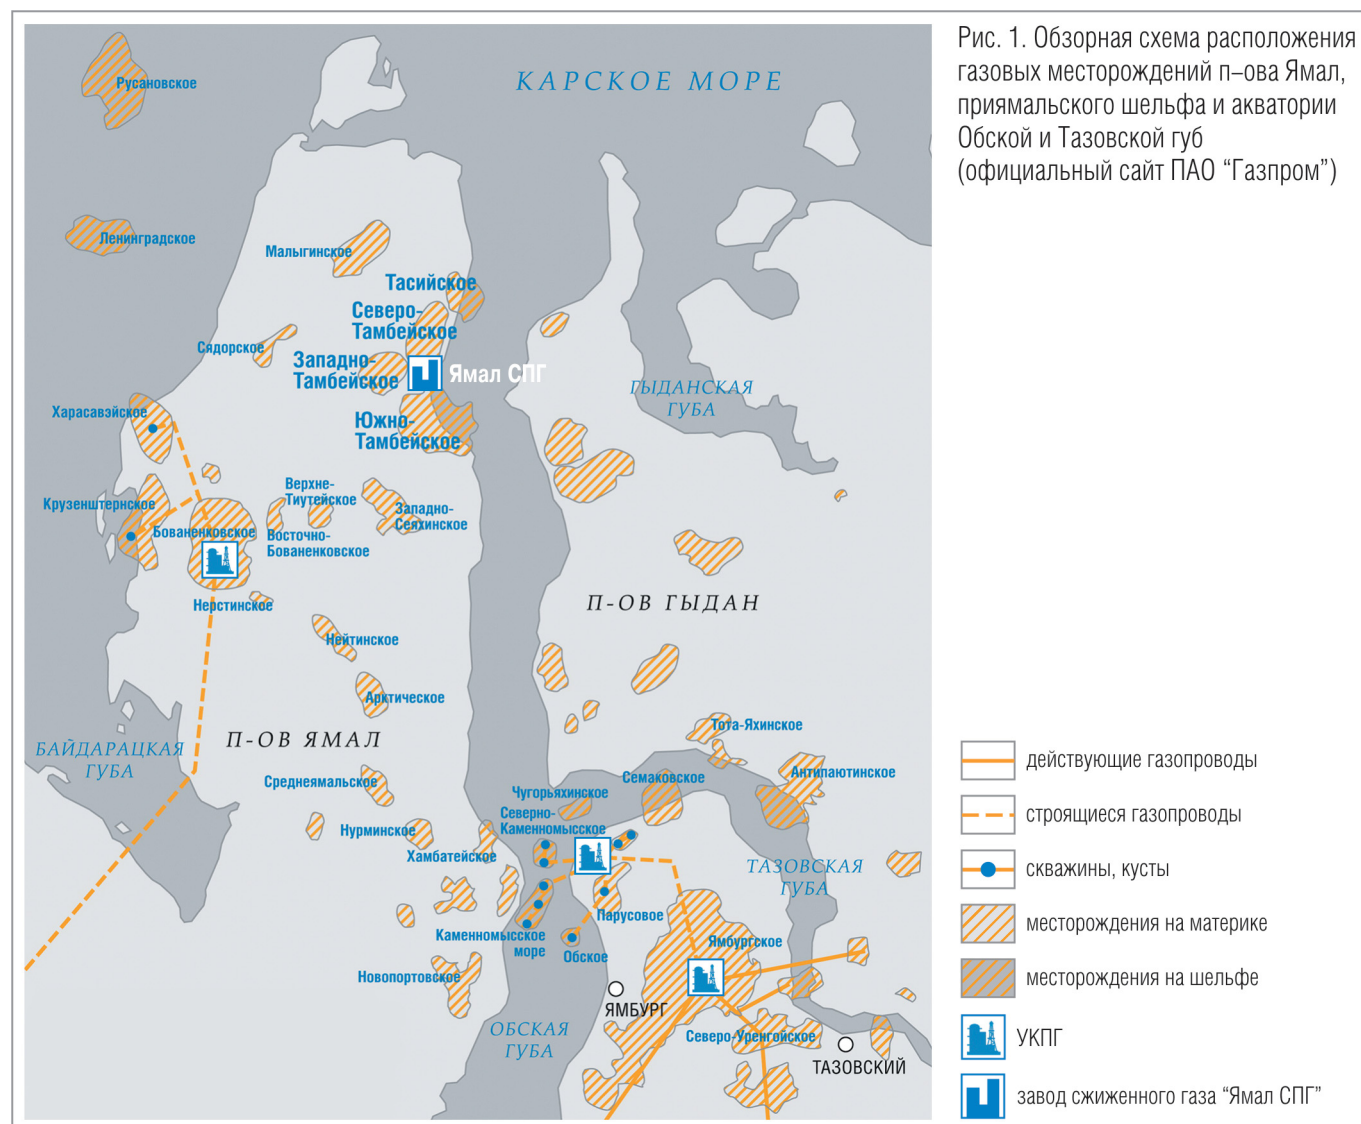 Рис. 1. Обзорная схема расположения
газовых месторождений п–ова Ямал,
приямальского шельфа и акватории
Обской и Тазовской губ
(официальный сайт ПАО “Газпром”)
КАРСКОЕ МОРЕ
Русановское
Ленинградское
Малыгинское
Тасийское
Северо-
Тамбейское
Сядорское
Западно-
Тамбейское
Ямал СПГ
ГЫДАНСКАЯ
ГУБА
Харасавэйское
Южно-
Тамбейское
Верхне-
Тиутейское
Крузенштернское
Западно-
Сеяхинское
Бованенковское
Восточно-
Бованенковское
Нерстинское
П-ОВ ГЫДАН
Нейтинское
Арктическое
Тота-Яхинское
П-ОВ ЯМАЛ
БАЙДАРАЦКАЯ
ГУБА
Среднеямальское
Семаковское
Антипаютинское
Чугорьяхинское
Северно-
Каменномысское
Нурминское
Хамбатейское
ТАЗОВСКАЯ
ГУБА
Парусовое
Каменномысское
море
Обское
Ямбургское
Новопортовское
ЯМБУРГ
ОБСКАЯ
ГУБА
Северо-Уренгойское
ТАЗОВСКИЙ
действующие газопроводы
строящиеся газопроводы
скважины, кусты
месторождения на материке
месторождения на шельфе
УКПГ
завод сжиженного газа “Ямал СПГ”